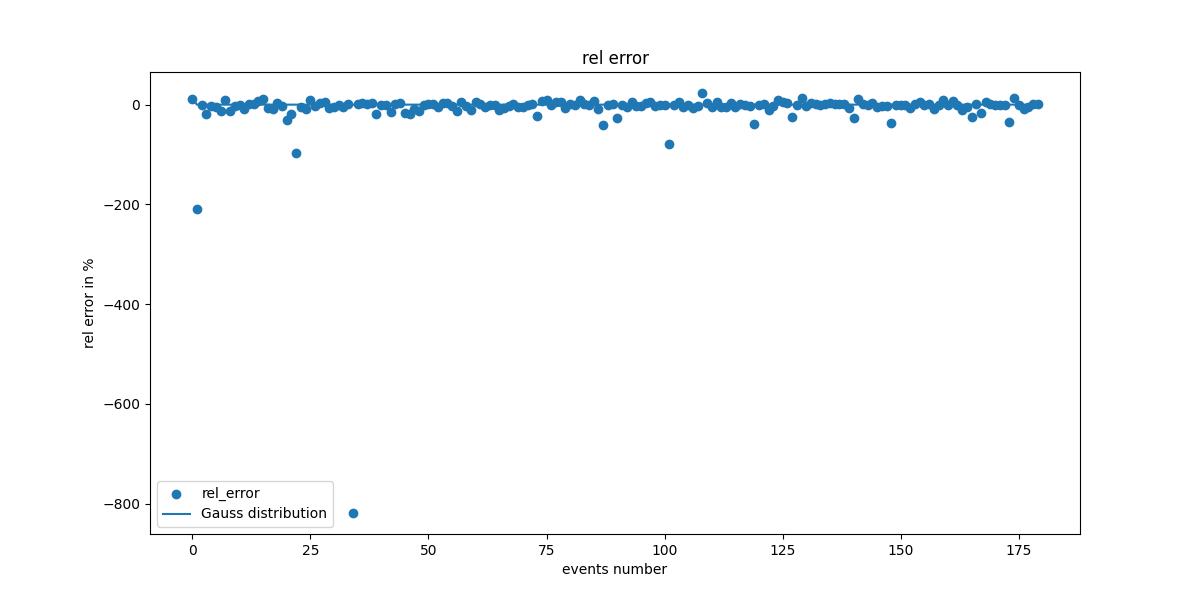 rel error
0
−200
−400
−600
−800
rel error in %
rel_error
Gauss distribution
0 25 50 75 100 125 150 175
events number